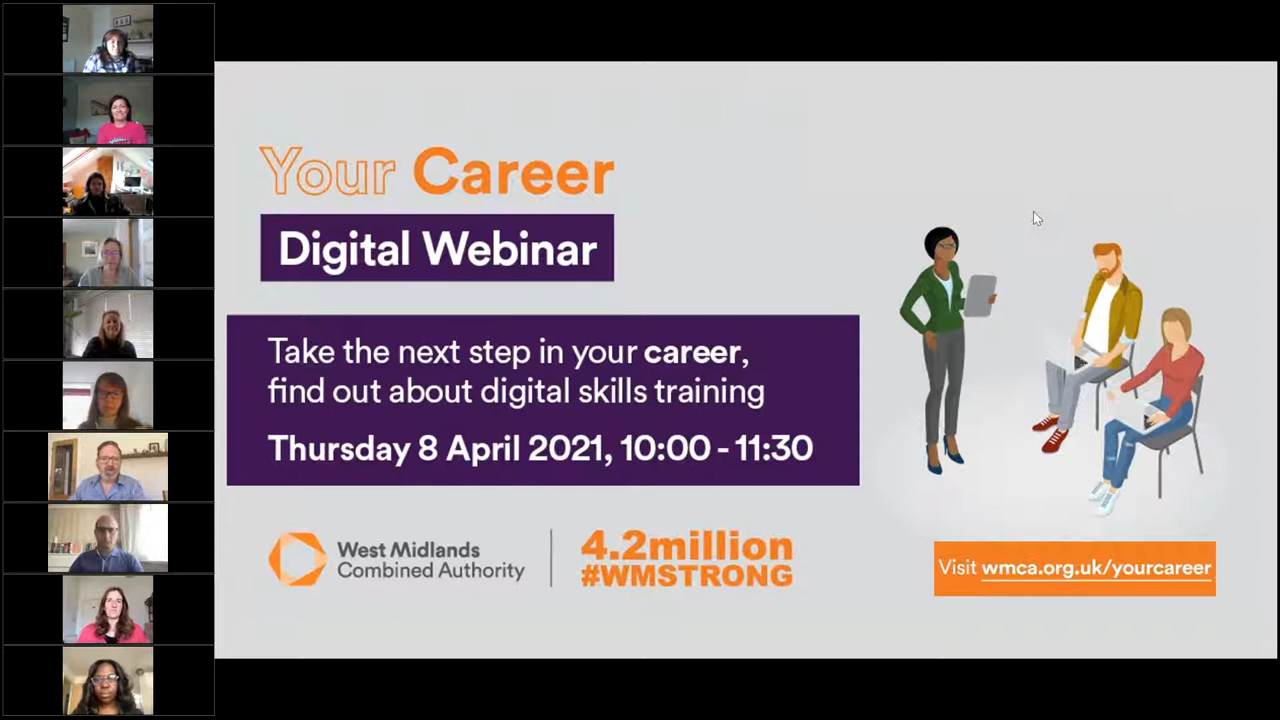 Your Career
Digital Webinar
Take the next step in your career,
find out about digital skills training
Thursday 8 April 2021, 10:00 - 11:30
West Midlands
Combined Authority
4.2million
#WMSTRONG
Visit wmca.org.uk/yourcareer